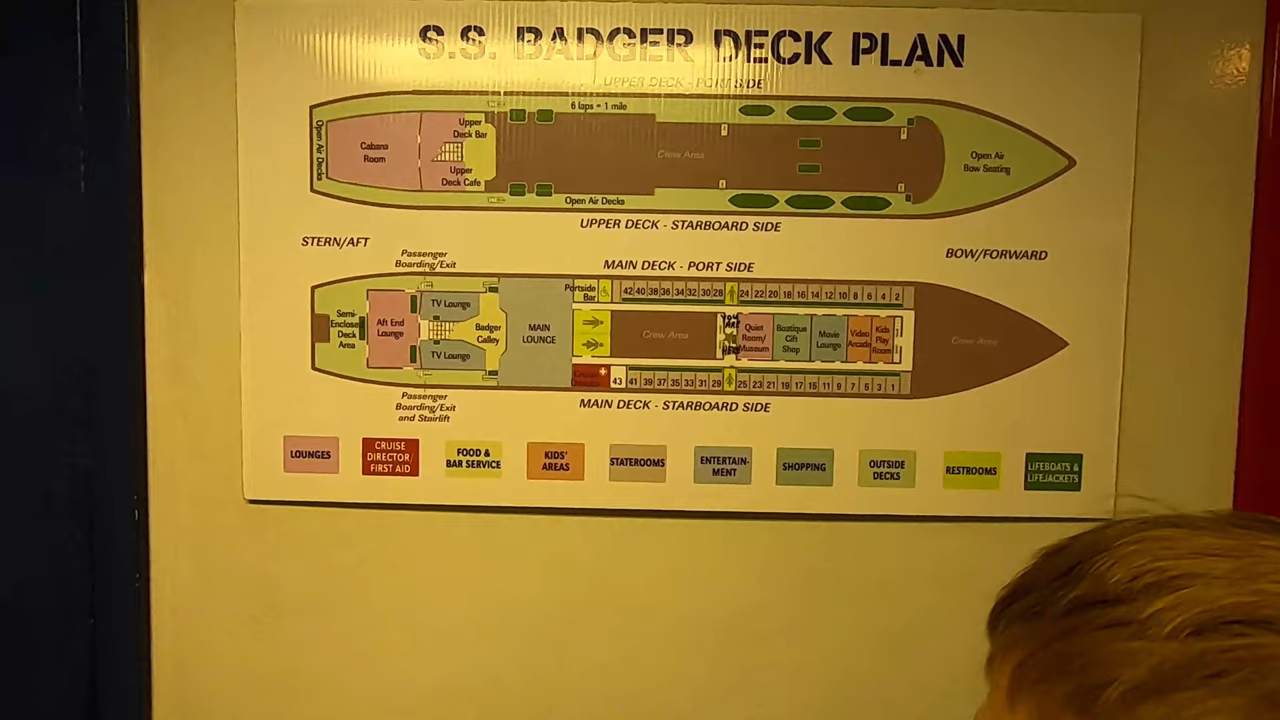 S.S. BADGER DECK PLAN
UPPER DECK - PORT SIDE
6 laps = 1 mile
Open Air Decks
Cabana
Room
Upper
Deck Bar
Upper
Deck Cafe
Crew Area
Open Air
Bow Seating
Open Air Decks
UPPER DECK - STARBOARD SIDE
STERN/AFT
BOW/FORWARD
Passenger
Boarding/Exit
MAIN DECK - PORT SIDE
Portside
Bar
42 40 38 36 34 32 30 28 24 22 20 18 16 14 12 10 8 6 4 2
Semi-
Enclose
Deck
Area
Aft End
Lounge
TV Lounge
TV Lounge
Badger
Galley
MAIN
LOUNGE
Crew Area
YOU
ARE
HERE
Quiet
Room/
Museum
Boatique
Gift
Shop
Movie
Lounge
Video
Arcade
Kids
Play
Room
Crew Area
Cruise
Director
43 41 39 37 35 33 31 29 25 23 21 19 17 15 11 9 7 5 3 1
Passenger
Boarding/Exit
and Stairlift
MAIN DECK - STARBOARD SIDE
LOUNGES
CRUISE
DIRECTOR/
FIRST AID
FOOD &
BAR SERVICE
KIDS'
AREAS
STATEROOMS
ENTERTAIN-
MENT
SHOPPING
OUTSIDE
DECKS
RESTROOMS
LIFEBOATS &
LIFEJACKETS